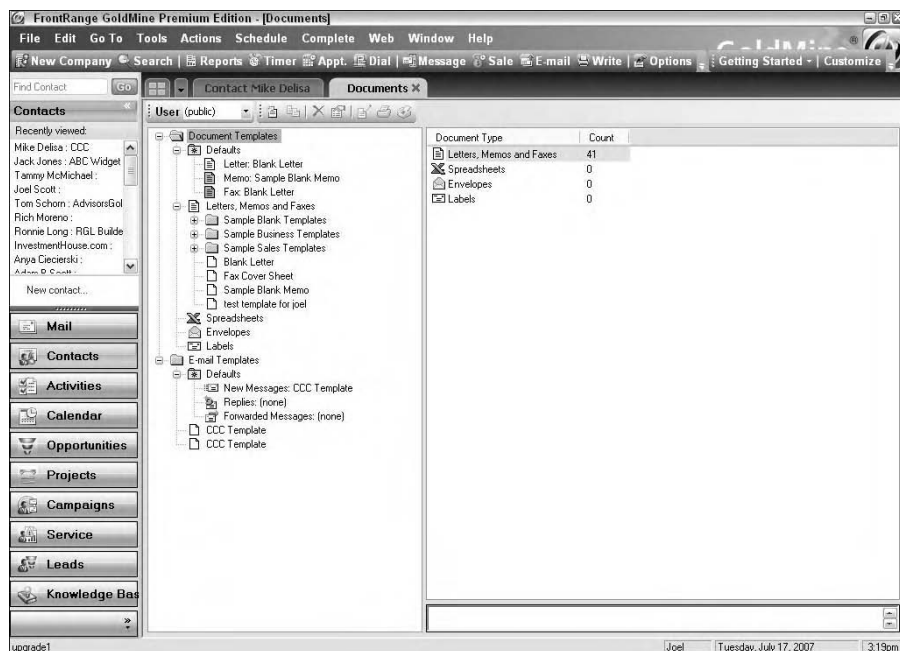 FrontRange GoldMine Premium Edition - [Documents]
File Edit Go To Tools Actions Schedule Complete Web Window Help
New Company Search Reports Timer Appt. Dial Message Sale E-mail Write Options Getting Started Customize
Find Contact Go
Contact Mike Delisa
Documents
Contacts
User (public)
Recently viewed:
Mike Delisa : CCC
Jack Jones : ABC Widget
Tammy McMichael :
Joel Scott :
Tom Schorn : AdvisorsGol
Rich Moreno :
Ronnie Long : RGL Builde
InvestmentHouse.com :
Anya Ciecierski :
New contact...
Mail
Contacts
Activities
Calendar
Opportunities
Projects
Campaigns
Service
Leads
Knowledge Bas
»
Document Templates
Defaults
Letter: Blank Letter
Memo: Sample Blank Memo
Fax: Blank Letter
Letters, Memos and Faxes
Sample Blank Templates
Sample Business Templates
Sample Sales Templates
Blank Letter
Fax Cover Sheet
Sample Blank Memo
test template for joel
Spreadsheets
Envelopes
Labels
E-mail Templates
Defaults
New Messages: CCC Template
Replies: (none)
Forwarded Messages: (none)
CCC Template
CCC Template
Document Type Count
Letters, Memos and Faxes 41
Spreadsheets 0
Envelopes 0
Labels 0
upgrade1
Joel
Tuesday, July 17, 2007
3:19pm